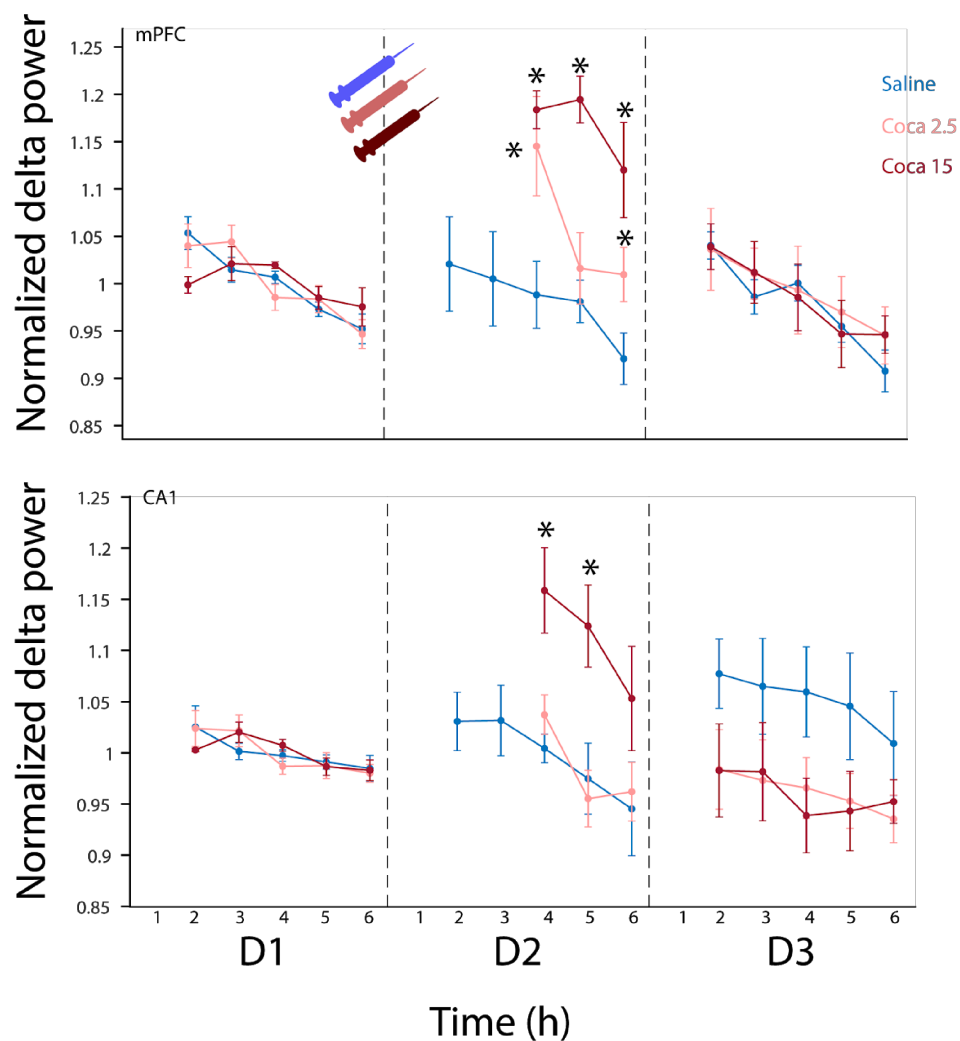 Normalized delta power
mPFC
1.25
1.2
1.15
1.1
1.05
1
0.95
0.9
0.85
* * *
* *
Saline
Coca 2.5
Coca 15
Normalized delta power
CA1
1.25
1.2
1.15
1.1
1.05
1
0.95
0.9
0.85
* *
1 2 3 4 5 6 1 2 3 4 5 6 1 2 3 4 5 6
D1 D2 D3
Time (h)